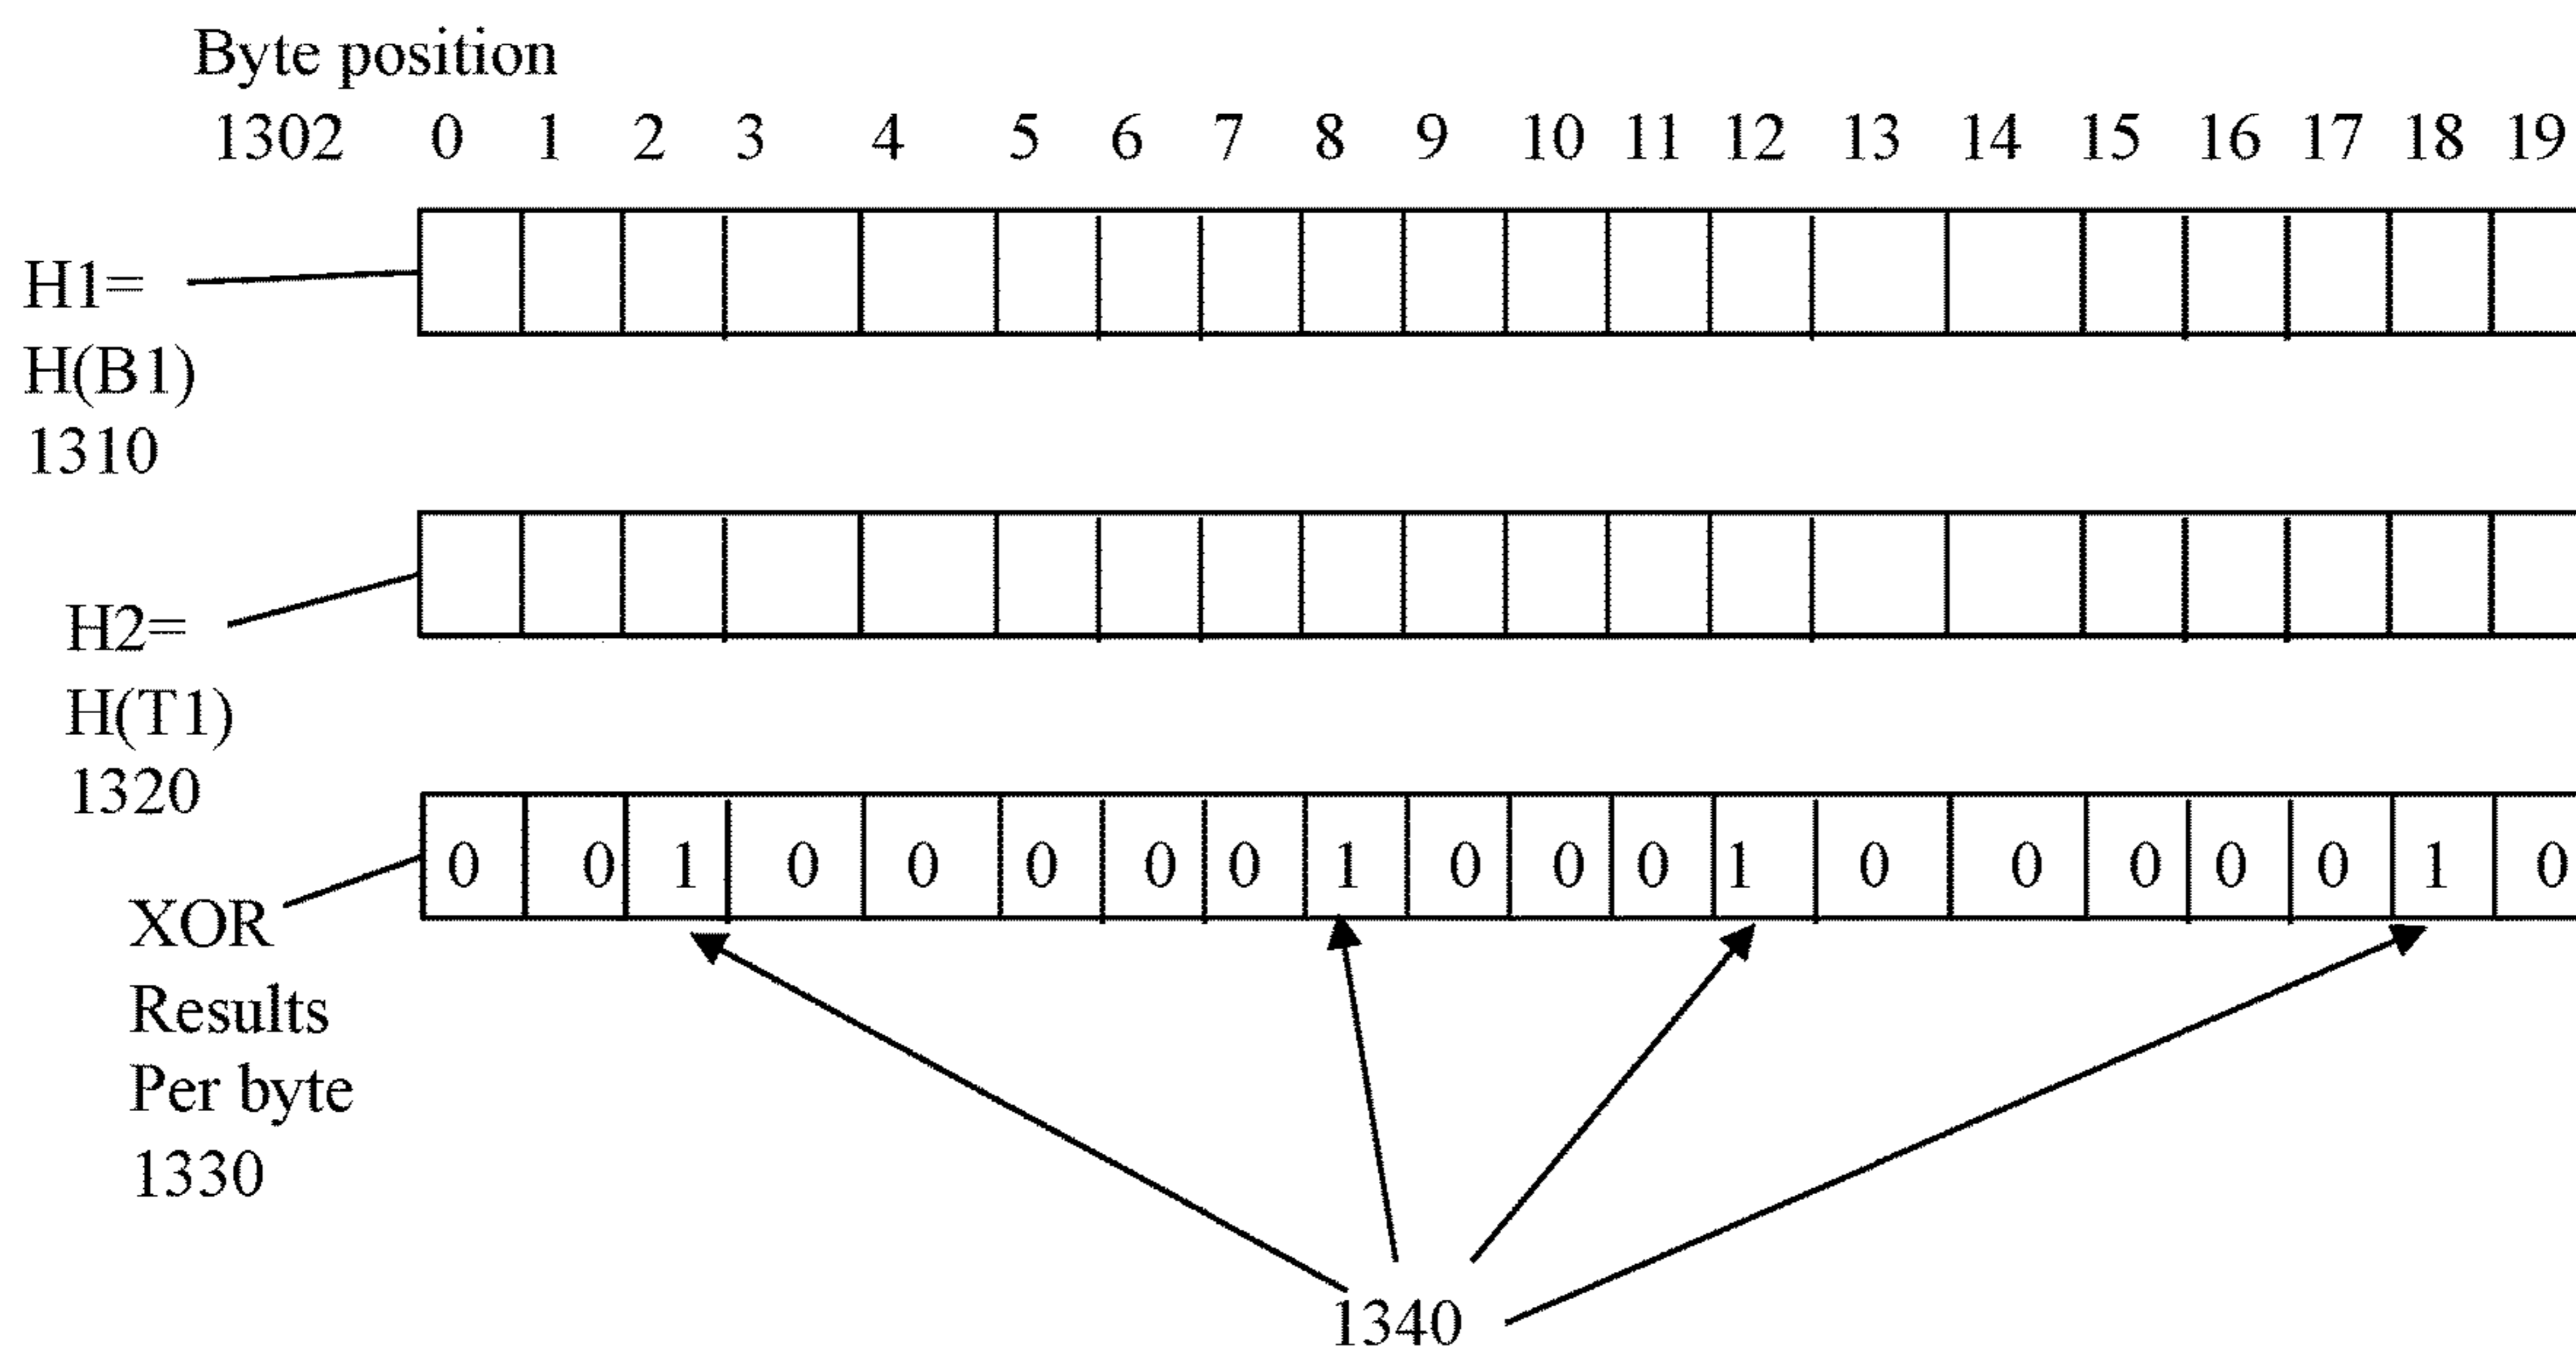 Byte position
1302 0 1 2 3 4 5 6 7 8 9 10 11 12 13 14 15 16 17 18 19
H1=
H(B1)
1310
H2=
H(T1)
1320
0 0 1 0 0 0 0 0 1 0 0 0 1 0 0 0 0 0 1 0
XOR
Results
Per byte
1330
1340